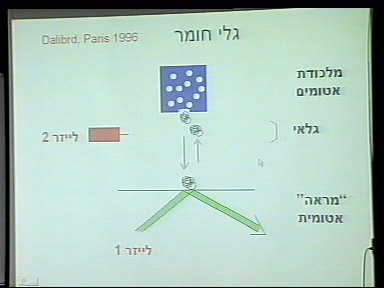 גלי חומר
Dalibrd, Paris 1996
מלכודת
אטומים
גלאי
לייזר 2
"מראה"
אטומית
לייזר 1